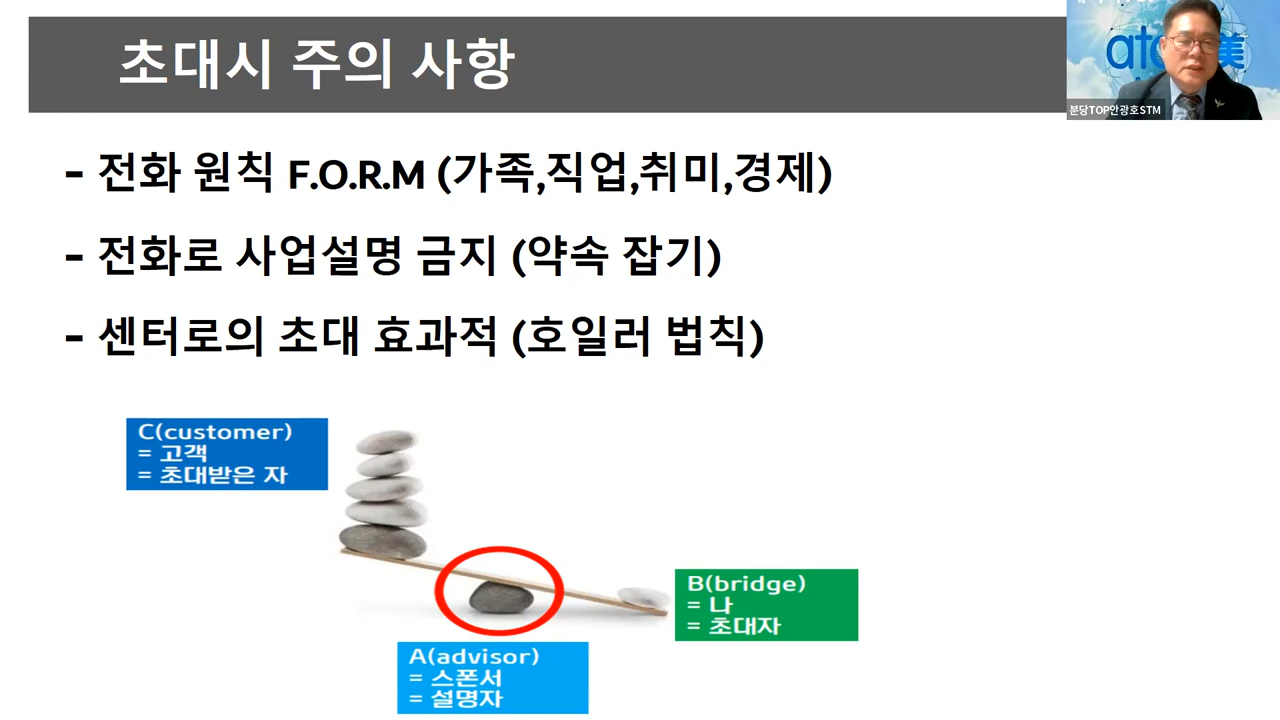 초대시 주의 사항
- 전화 원칙 F.O.R.M (가족,직업,취미,경제)
- 전화로 사업설명 금지 (약속 잡기)
- 센터로의 초대 효과적 (호일러 법칙)
C(customer)
= 고객
= 초대받은 자
B(bridge)
= 나
= 초대자
A(advisor)
= 스폰서
= 설명자
美
분당TOP안광호STM